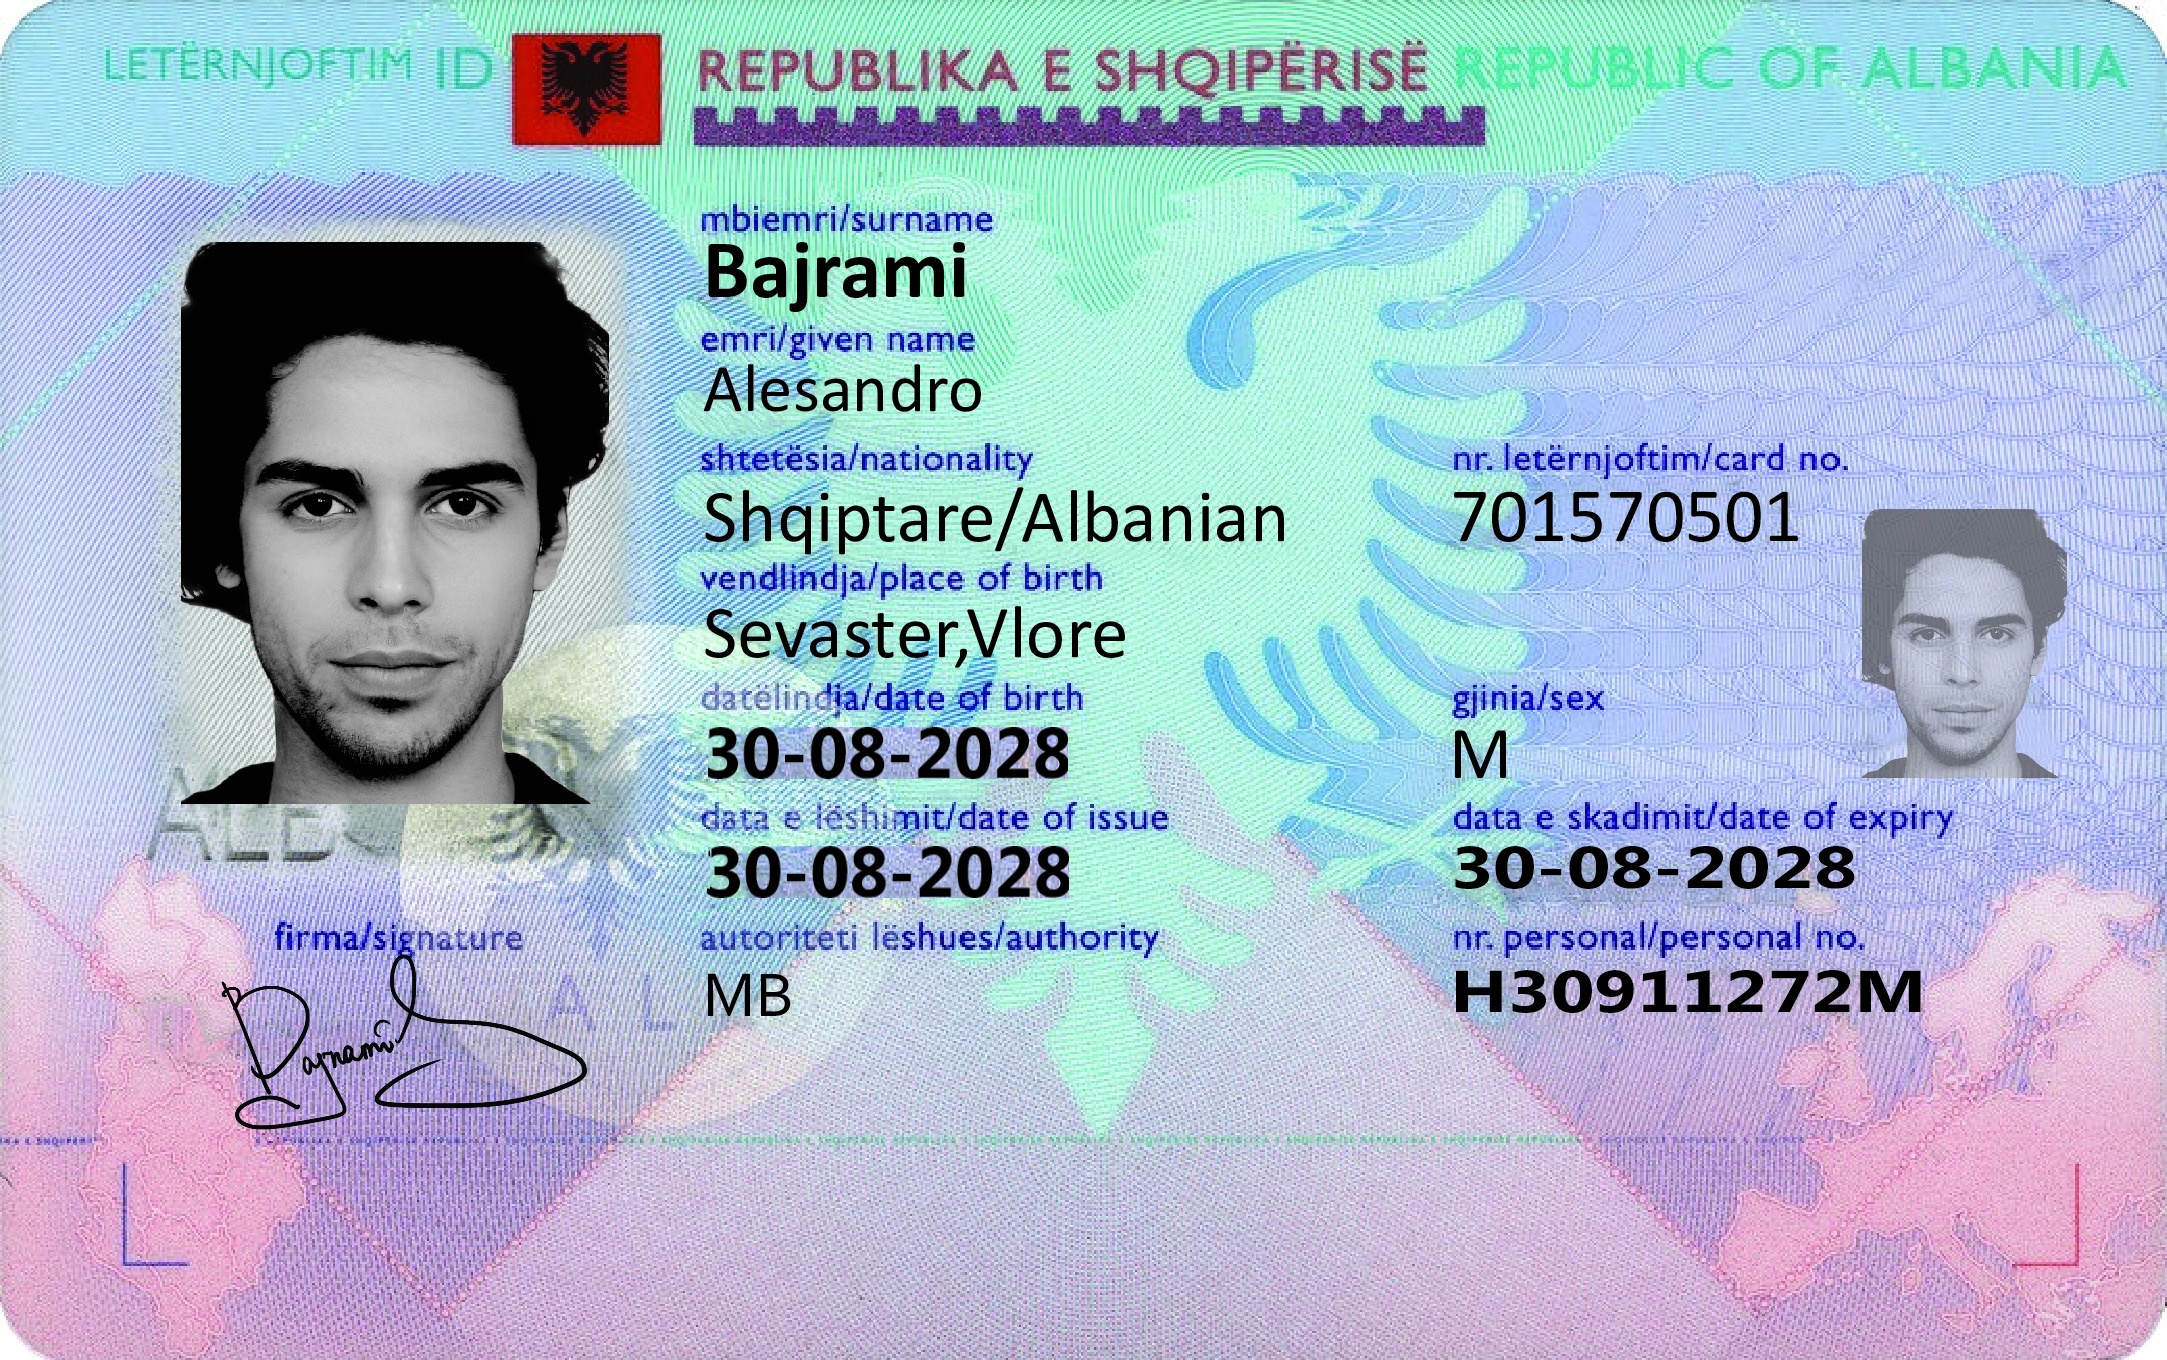 LETËRNJOFTIM ID REPUBLIKA E SHQIPËRISË REPUBLIC OF ALBANIA
mbiemri/surname
Bajrami
emri/given name
Alesandro
shtetësia/nationality nr. letërnjoftim/card no.
Shqiptare/Albanian 701570501
vendlindja/place of birth
Sevaster,Vlore
datëlindja/date of birth gjinia/sex
30-08-2028 M
data e lëshimit/date of issue data e skadimit/date of expiry
30-08-2028 30-08-2028
firma/signature autoriteti lëshues/authority nr. personal/personal no.
MB H30911272M
Bajrami